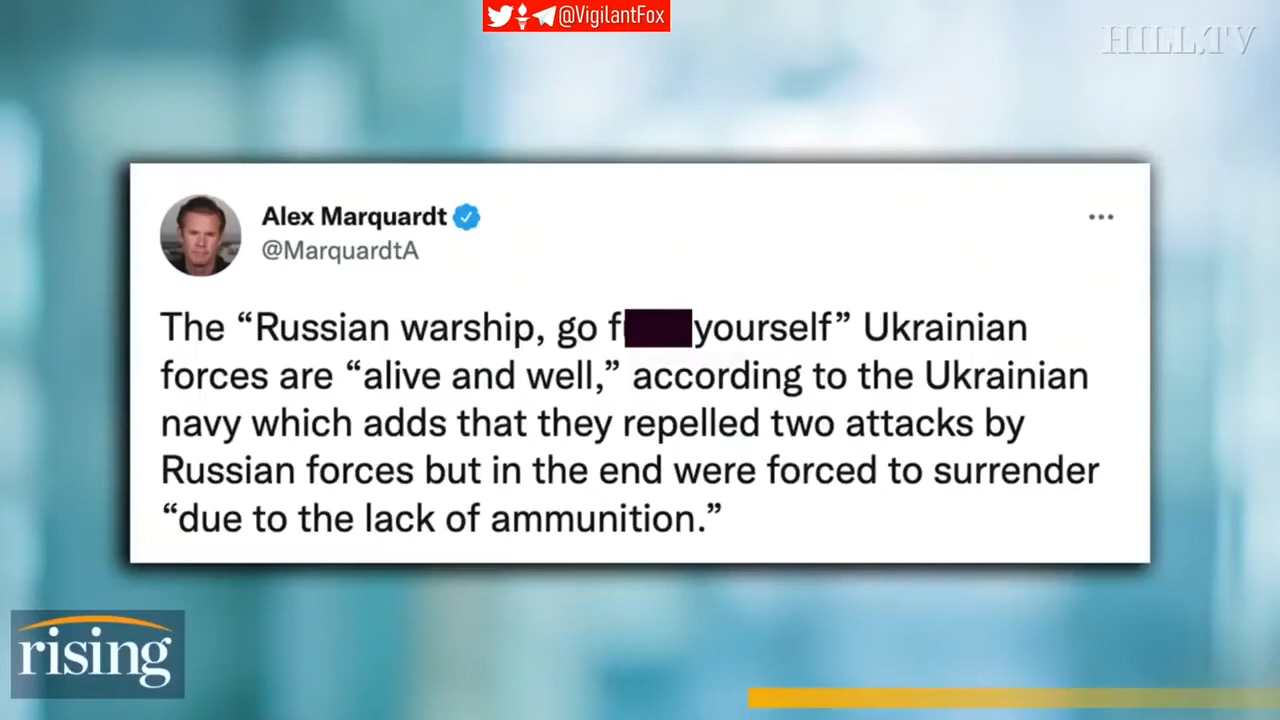 @VigilantFox
HILL.TV
Alex Marquardt
@MarquardtA
The “Russian warship, go f yourself” Ukrainian
forces are “alive and well,” according to the Ukrainian
navy which adds that they repelled two attacks by
Russian forces but in the end were forced to surrender
“due to the lack of ammunition.”
rising